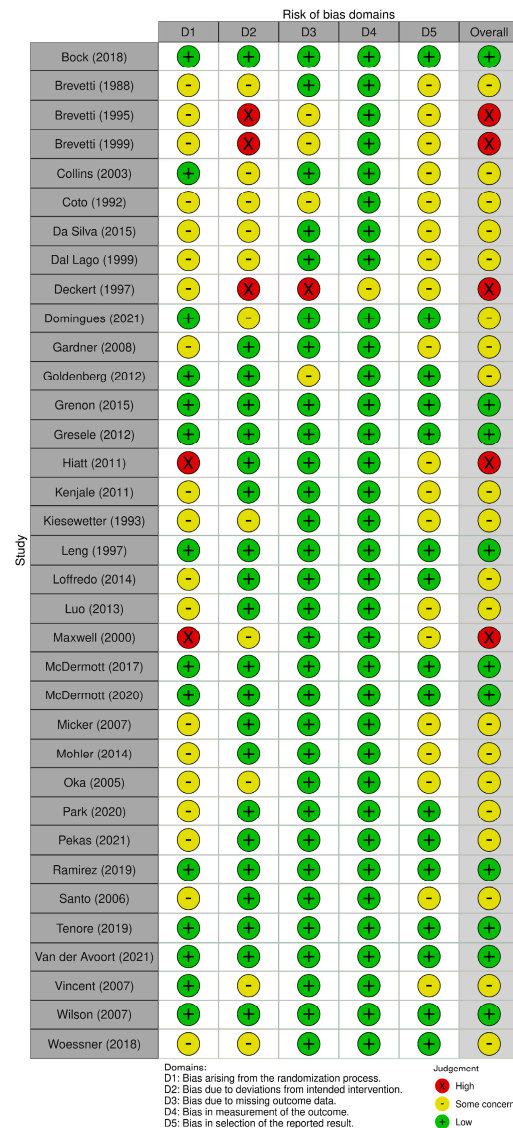 Risk of bias domains
D1 D2 D3 D4 D5 Overall
Study
Bock (2018) + + + + + +
Brevetti (1988) - - + + - -
Brevetti (1995) - X - + - X
Brevetti (1999) - X - + - X
Collins (2003) + - + + - -
Coto (1992) - - - + - -
Da Silva (2015) - - + + - -
Dal Lago (1999) - - + + - -
Deckert (1997) - X X - - X
Domingues (2021) + - + + + -
Gardner (2008) - + + + - -
Goldenberg (2012) + + - + + -
Grenon (2015) + + + + + +
Gresele (2012) + + + + + +
Hiatt (2011) X + + + - X
Kenjale (2011) - + + + - -
Kiesewetter (1993) - - + + - -
Leng (1997) + + + + + +
Loffredo (2014) - + + + + -
Luo (2013) - + + + - -
Maxwell (2000) X - + + - X
McDermott (2017) + + + + + +
McDermott (2020) + + + + + +
Micker (2007) - + + + - -
Mohler (2014) - + + + - -
Oka (2005) - - + + - -
Park (2020) - + + + + -
Pekas (2021) - + + + + -
Ramirez (2019) + + + + + +
Santo (2006) - + + + - -
Tenore (2019) + + + + + +
Van der Avoort (2021) + + + + + +
Vincent (2007) + - + + - -
Wilson (2007) + + + + + +
Woessner (2018) - - + + + -
Domains:
D1: Bias arising from the randomization process.
D2: Bias due to deviations from intended intervention.
D3: Bias due to missing outcome data.
D4: Bias in measurement of the outcome.
D5: Bias in selection of the reported result.
Judgement
X High
- Some concern
+ Low